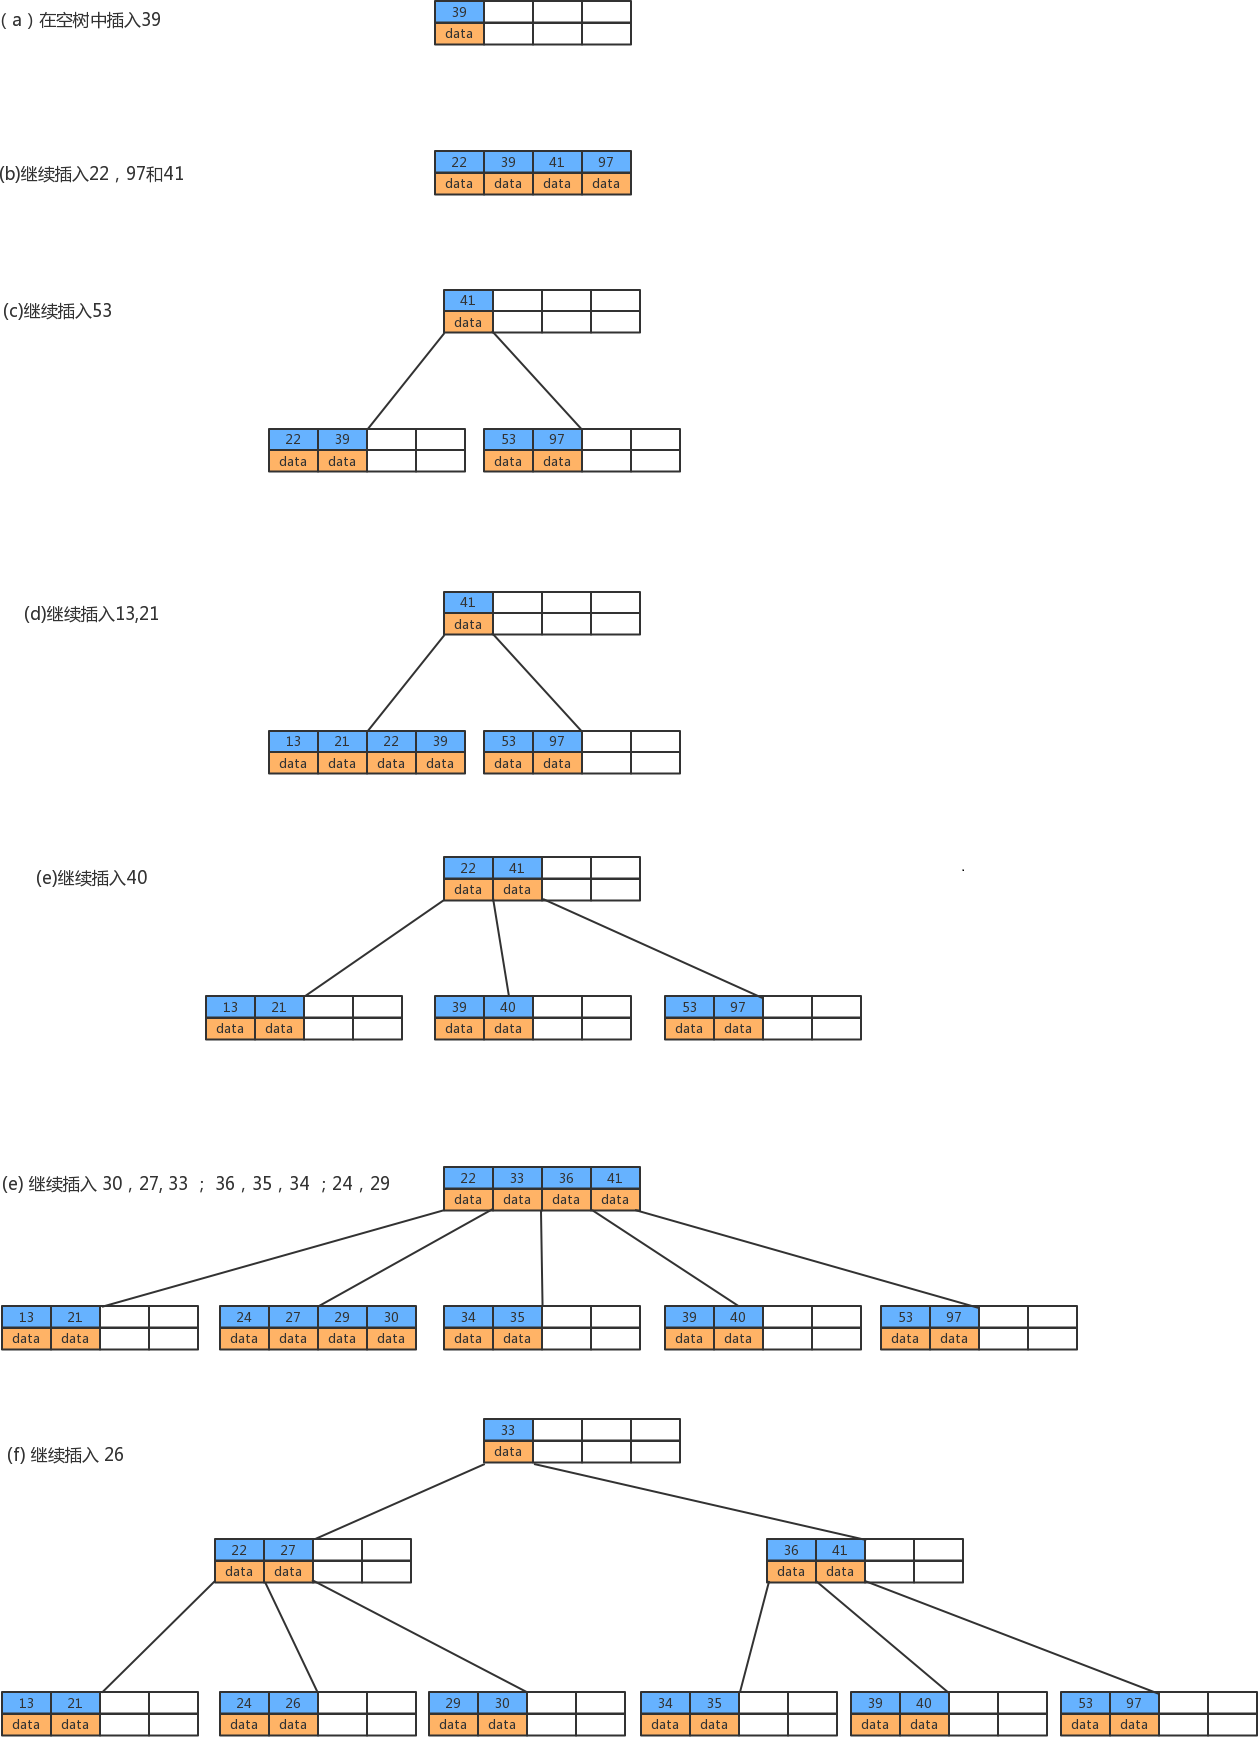 （a）在空树中插入39
39
data
(b)继续插入22，97和41
22 39 41 97
data data data data
(c)继续插入53
41
data
22 39 53 97
data data data data
(d)继续插入13,21
41
data
13 21 22 39 53 97
data data data data data data
(e)继续插入40
22 41
data data
.
13 21 39 40 53 97
data data data data data data
(e) 继续插入 30，27, 33 ； 36，35，34 ；24，29
22 33 36 41
data data data data
13 21 24 27 29 30 34 35 39 40 53 97
data data data data data data data data data data data data
(f) 继续插入 26
33
data
22 27 36 41
data data data data
13 21 24 26 29 30 34 35 39 40 53 97
data data data data data data data data data data data data